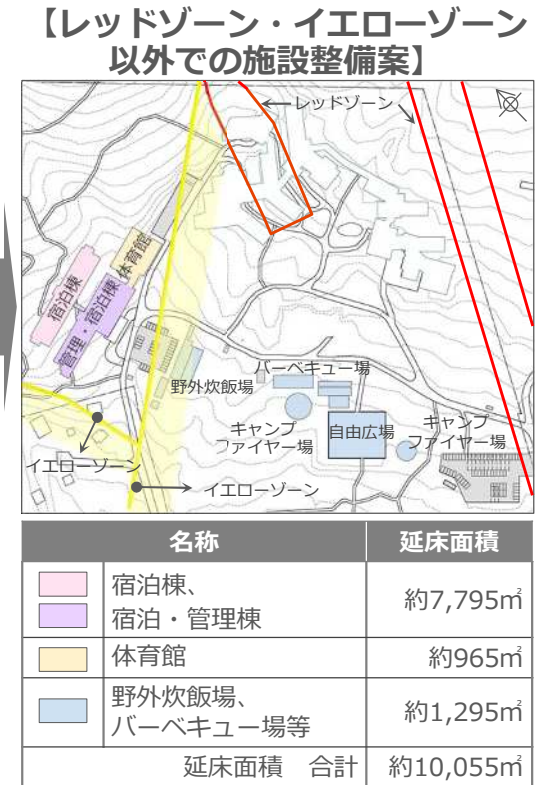 【レッドゾーン・イエローゾーン
以外での施設整備案】
レッドゾーン
体育館
宿泊棟
管理・宿泊棟
バーベキュー場
野外炊飯場
キャンプ
ファイヤー場
自由広場
キャンプ
ファイヤー場
イエローゾーン
イエローゾーン
名称 延床面積
宿泊棟、
宿泊・管理棟
約7,795㎡
体育館 約965㎡
野外炊飯場、
バーベキュー場等
約1,295㎡
延床面積 合計 約10,055㎡